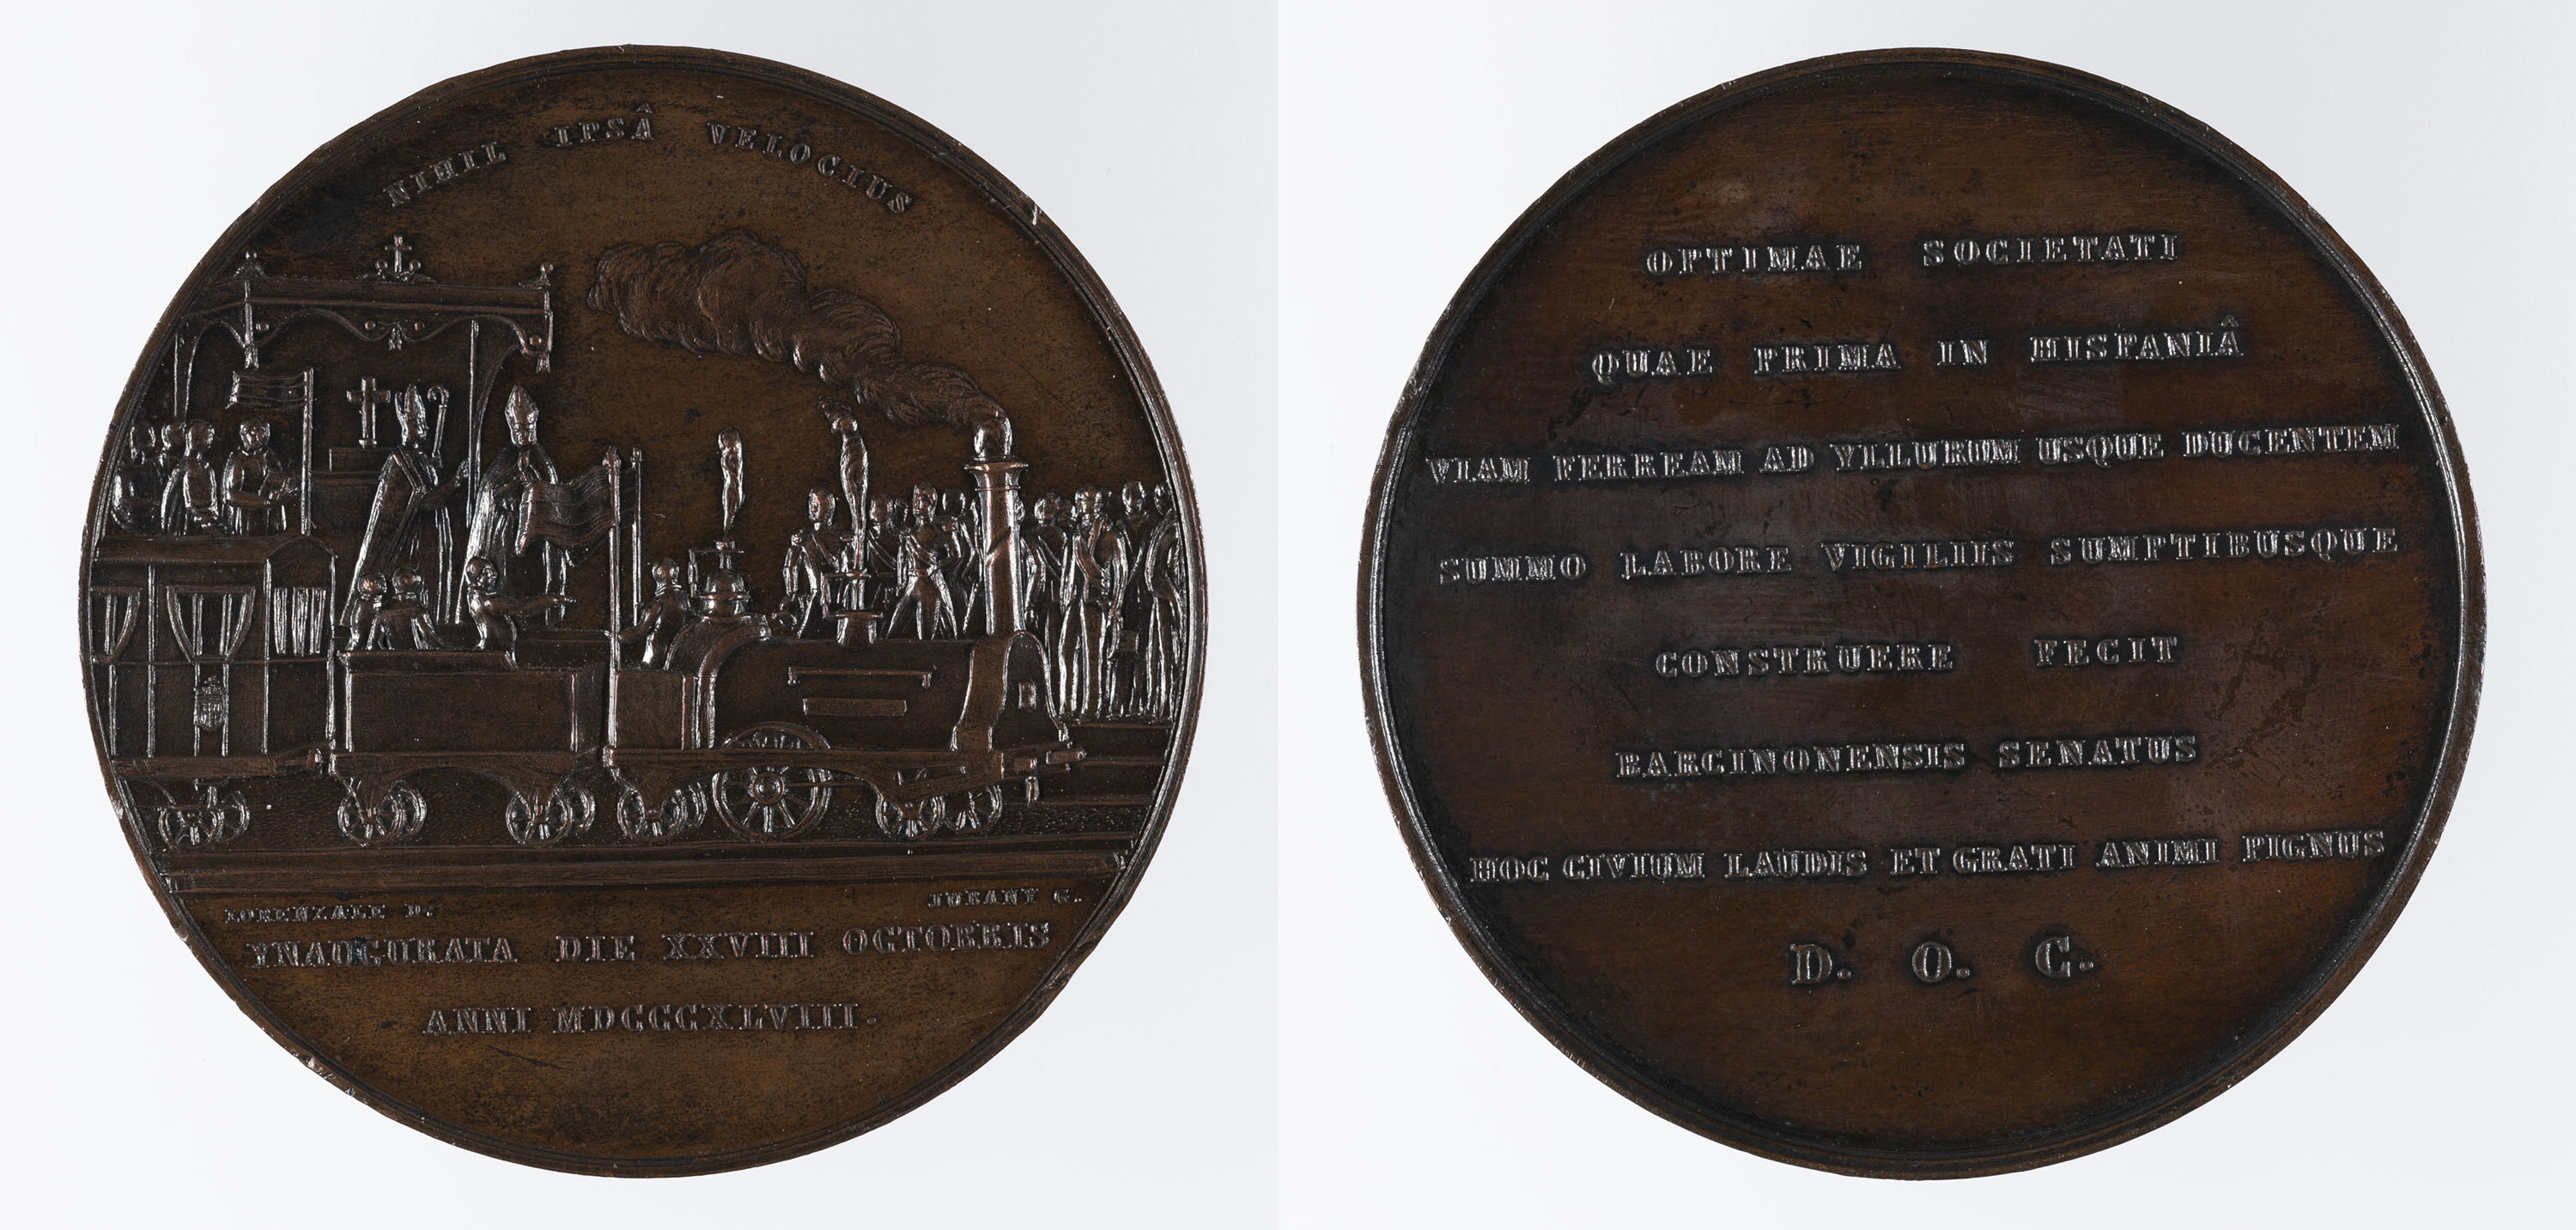 NIHIL IPSÂ VELOCIUS
LORENZALE D.
JUBANY G.
YNAUGURATA DIE XXVIII OCTOBRIS
ANNI MDCCCXLVIII.
OPTIMAE SOCIETATI
QUAE PRIMA IN HISPANIÂ
VIAM FERREAM AD YLLURUM USQUE DUCENTEM
SUMMO LABORE VIGILIIS SUMPTIBUSQUE
CONSTRUERE FECIT
BARCINONENSIS SENATUS
HOC CIVIUM LAUDIS ET GRATI ANIMI PIGNUS
D. O. C.